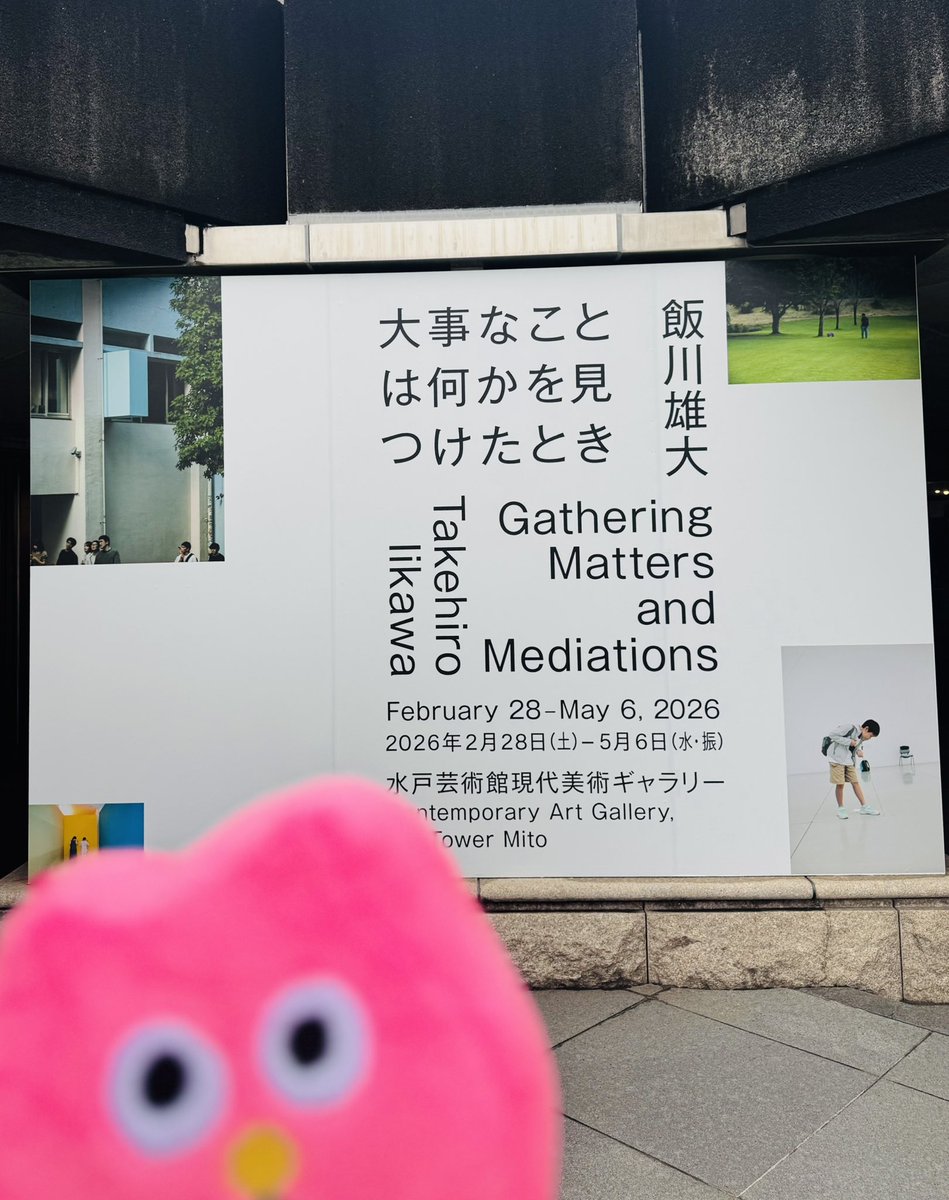 飯川雄大
大事なこと
は何かを見
つけたとき
Takehiro
Iikawa
Gathering
Matters
and
Mediations
February 28–May 6, 2026
2026年2月28日(土)–5月6日(水・振)
水戸芸術館現代美術ギャラリー
Contemporary Art Gallery,
Tower Mito